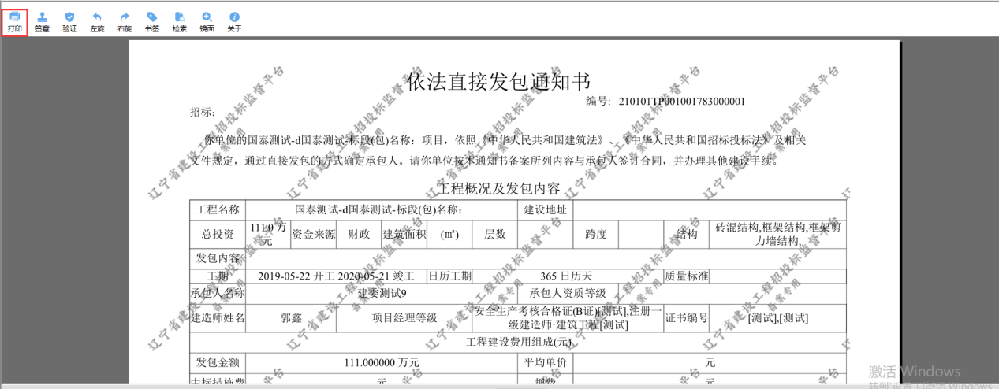 打印 签章 验证 左旋 右旋 书签 检索 镜面 关于
依法直接发包通知书
编号: 210101TP001001783000001
招标:
你单位的国泰测试-d国泰测试-标段(包)名称: 项目, 依照《中华人民共和国建筑法》、《中华人民共和国招标投标法》及相关
文件规定, 通过直接发包的方式确定承包人。请你单位按本通知书备案所列内容与承包人签订合同, 并办理其他建设手续。
工程概况及发包内容
工程名称 国泰测试-d国泰测试-标段(包)名称: 建设地址
总投资 111.0 万元 资金来源 财政 建筑面积 (㎡) 层数 跨度 结构 砖混结构,框架结构,框架剪力墙结构,
发包内容
工期 2019-05-22 开工 2020-05-21 竣工 日历工期 365 日历天 质量标准
承包人名称 建委测试9 承包人资质等级
建造师姓名 郭鑫 项目经理等级 安全生产考核合格证(B证)[测试],注册一级建造师·建筑工程[测试] 证书编号 [测试],[测试]
工程建设费用组成(元)
发包金额 111.000000 万元 平均单价 元
中标措施费 元 规费 元
辽宁省建设工程招投标监督平台
备案专用
激活 Windows
转到"设置"以激活 Windows